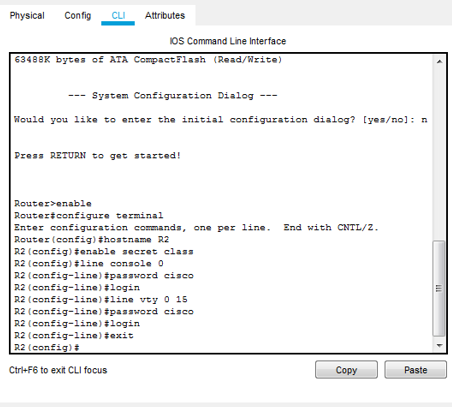 Physical Config CLI Attributes
IOS Command Line Interface
63488K bytes of ATA CompactFlash (Read/Write)
--- System Configuration Dialog ---
Would you like to enter the initial configuration dialog? [yes/no]: n
Press RETURN to get started!
Router>enable
Router#configure terminal
Enter configuration commands, one per line.  End with CNTL/Z.
Router(config)#hostname R2
R2(config)#enable secret class
R2(config)#line console 0
R2(config-line)#password cisco
R2(config-line)#login
R2(config-line)#line vty 0 15
R2(config-line)#password cisco
R2(config-line)#login
R2(config-line)#exit
R2(config)#
Ctrl+F6 to exit CLI focus Copy Paste